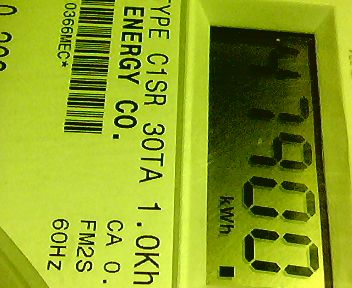 47900
kWh
TYPE C1SR 30TA 1.0Kh
ENERGY CO.
CA 0.
FM2S
0366MEC*
60Hz